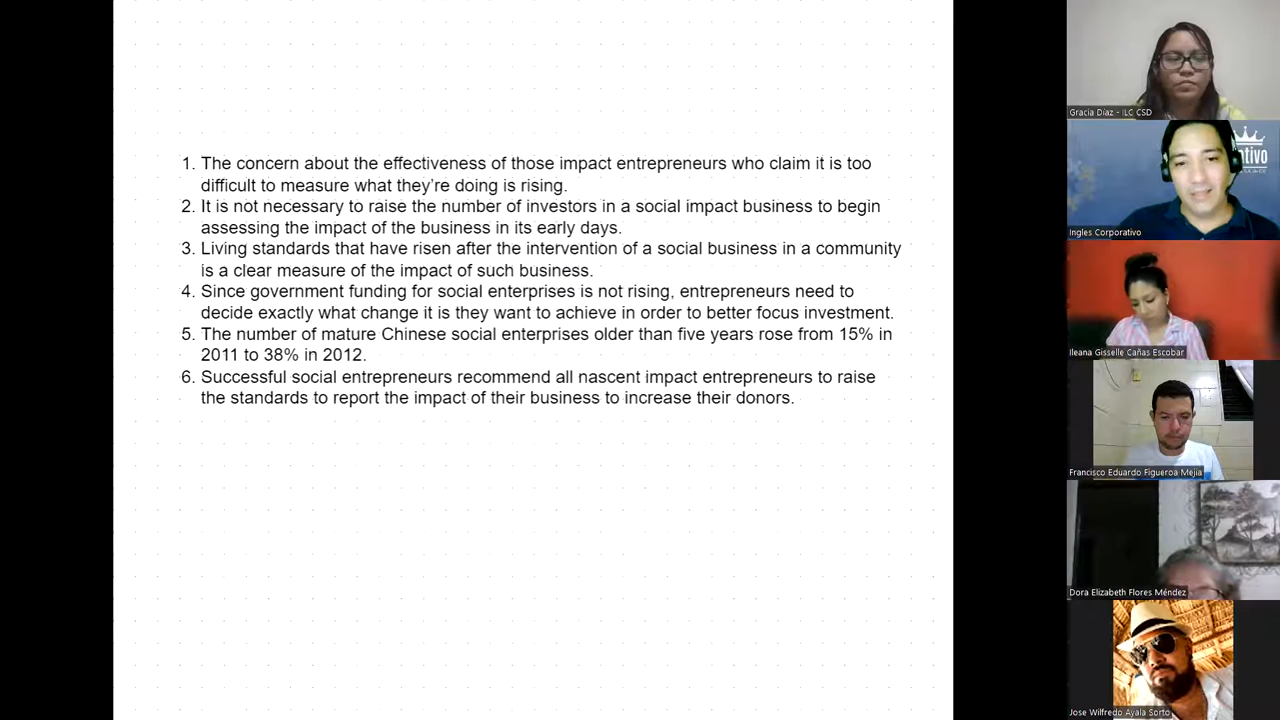 1. The concern about the effectiveness of those impact entrepreneurs who claim it is too
difficult to measure what they're doing is rising.
2. It is not necessary to raise the number of investors in a social impact business to begin
assessing the impact of the business in its early days.
3. Living standards that have risen after the intervention of a social business in a community
is a clear measure of the impact of such business.
4. Since government funding for social enterprises is not rising, entrepreneurs need to
decide exactly what change it is they want to achieve in order to better focus investment.
5. The number of mature Chinese social enterprises older than five years rose from 15% in
2011 to 38% in 2012.
6. Successful social entrepreneurs recommend all nascent impact entrepreneurs to raise
the standards to report the impact of their business to increase their donors.
Gracia Díaz - ILC CSD
Ingles Corporativo
Ileana Gisselle Cañas Escobar
Francisco Eduardo Figueroa Mejia
Dora Elizabeth Flores Méndez
Jose Wilfredo Ayala Sorto